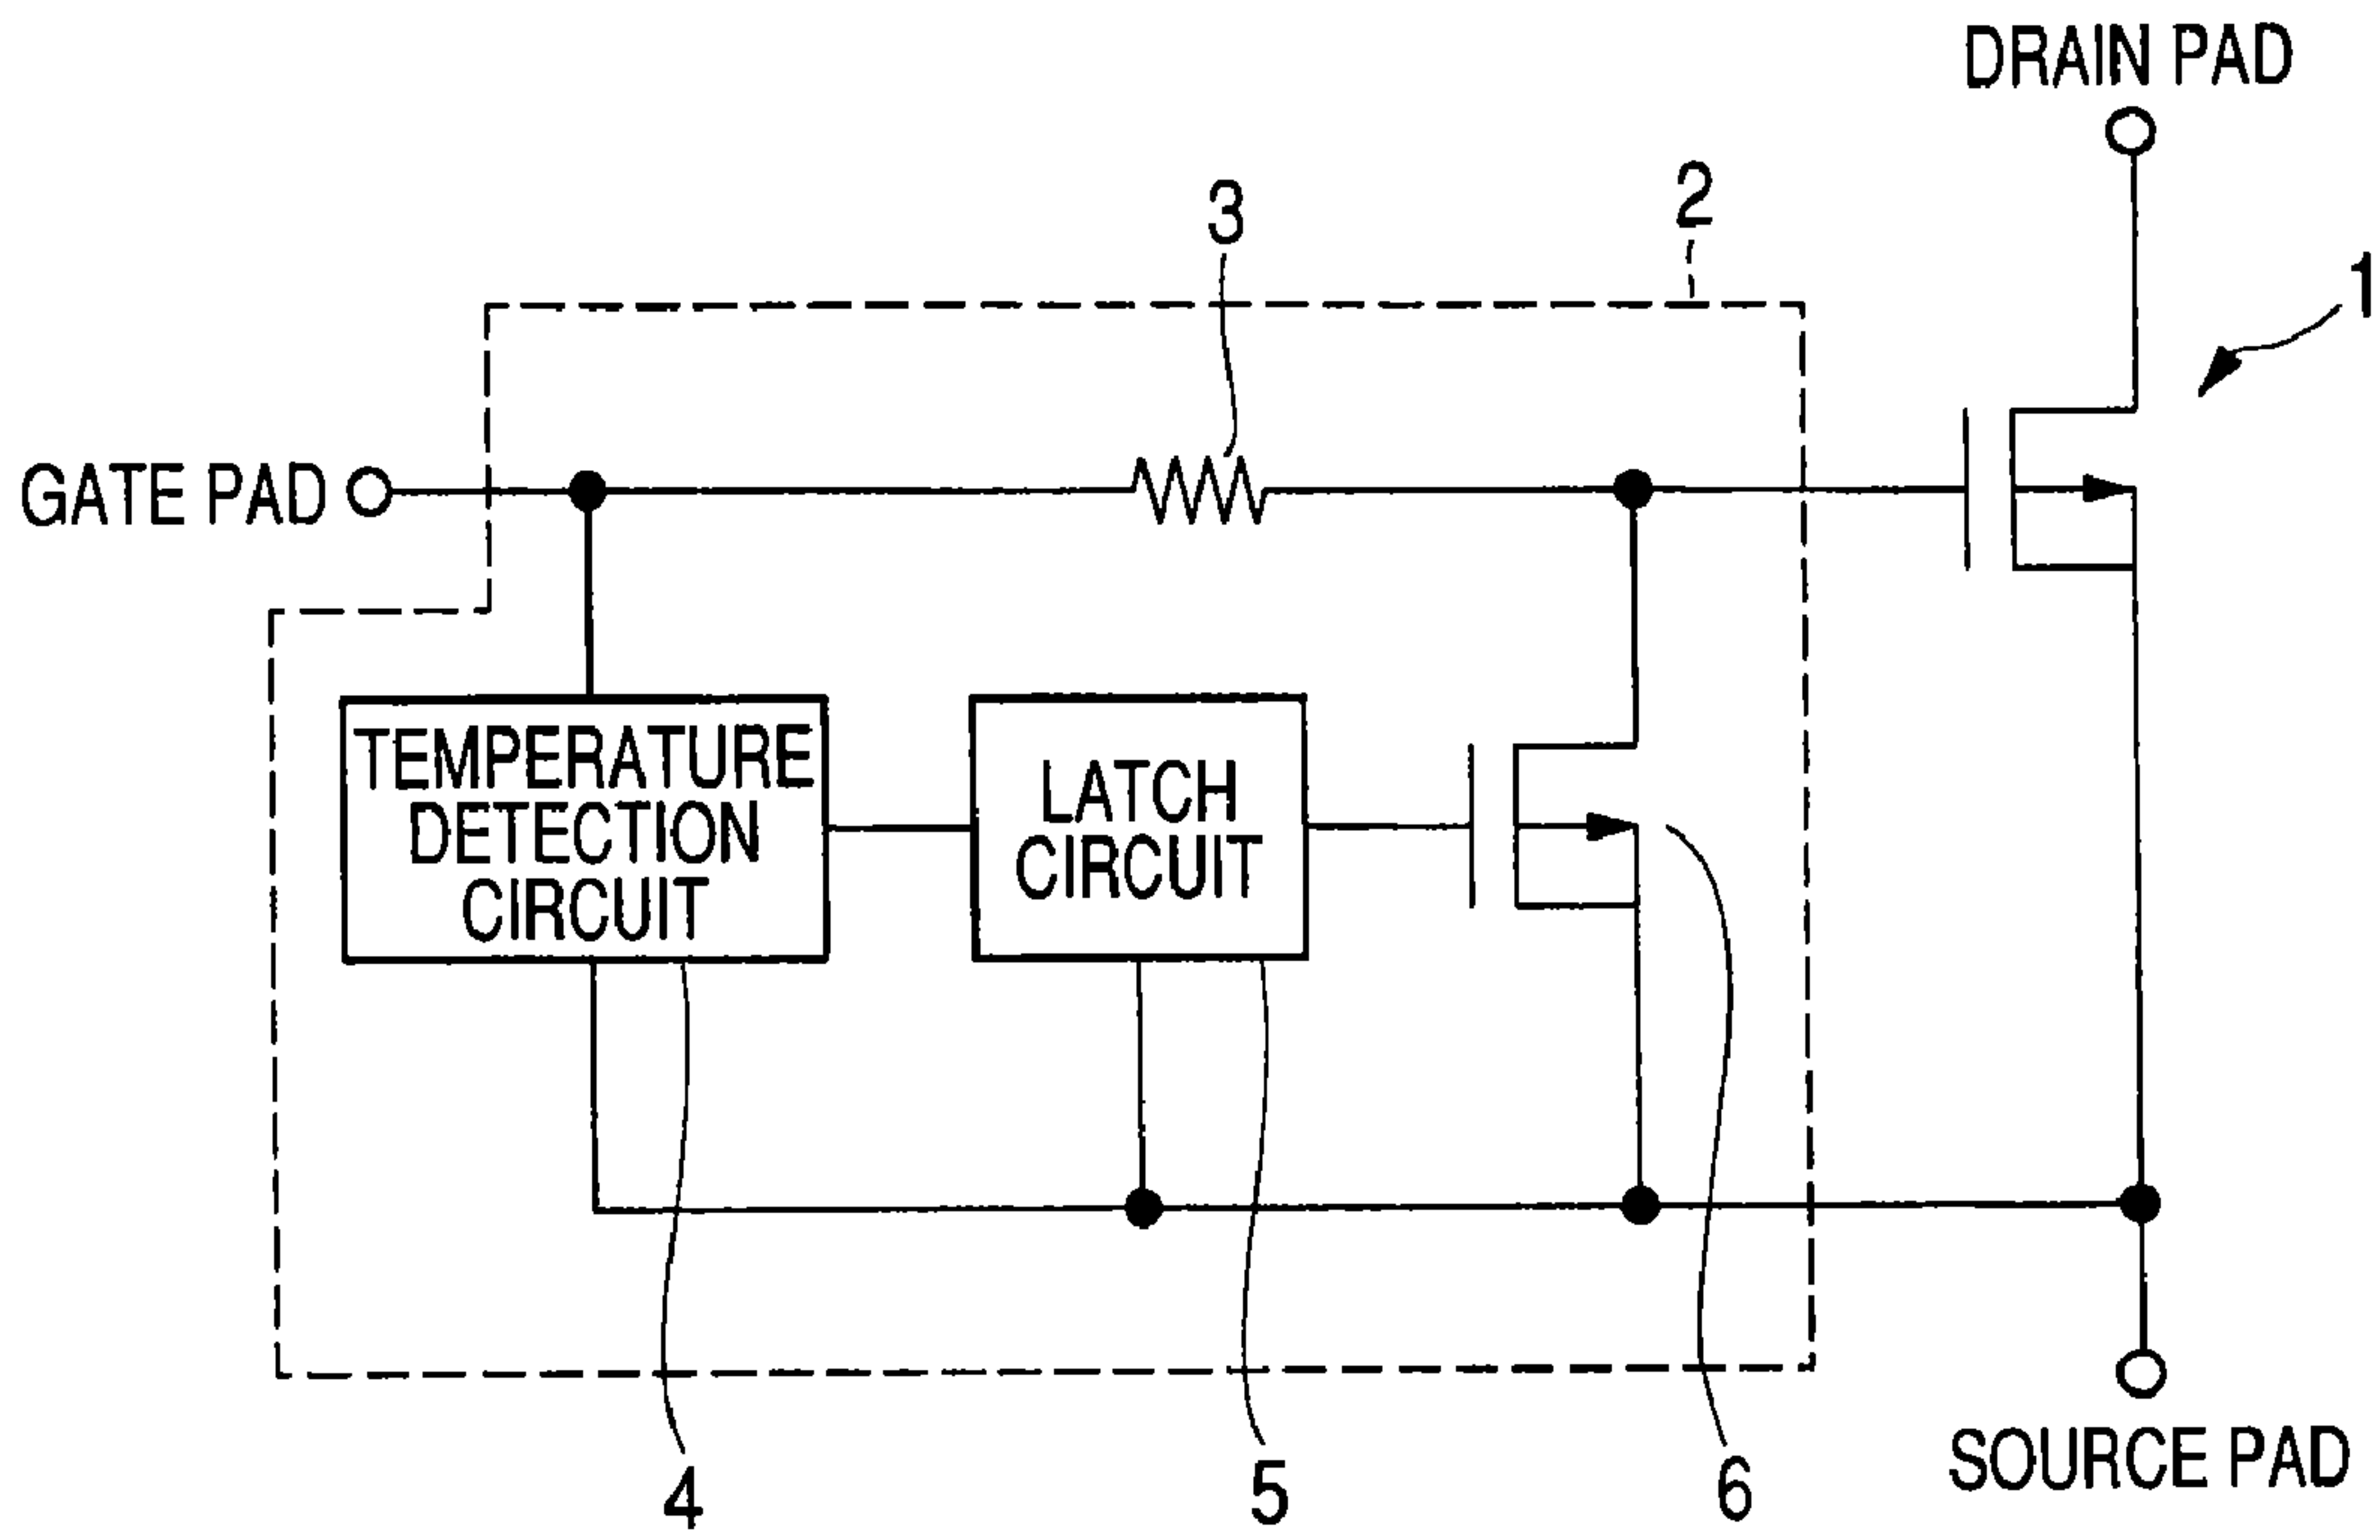 DRAIN PAD
2
3
1
GATE PAD
TEMPERATURE
DETECTION
CIRCUIT
LATCH
CIRCUIT
SOURCE PAD
4
5
6